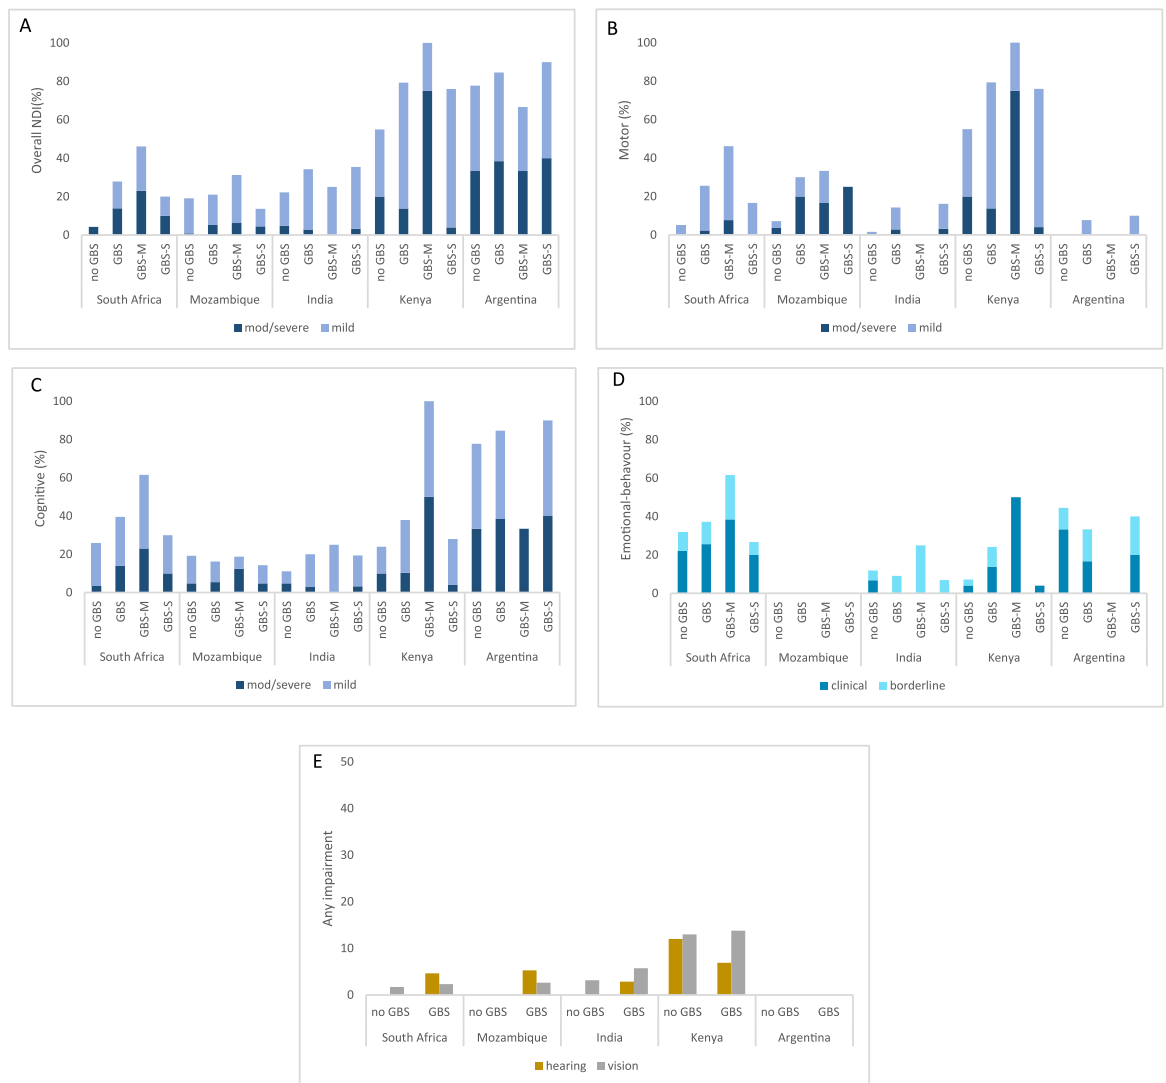 A
Overall NDI(%)
100
80
60
40
20
0
no GBS GBS GBS-M GBS-S no GBS GBS GBS-M GBS-S no GBS GBS GBS-M GBS-S no GBS GBS GBS-M GBS-S no GBS GBS GBS-M GBS-S
South Africa Mozambique India Kenya Argentina
mod/severe mild
B
Motor (%)
100
80
60
40
20
0
no GBS GBS GBS-M GBS-S no GBS GBS GBS-M GBS-S no GBS GBS GBS-M GBS-S no GBS GBS GBS-M GBS-S no GBS GBS GBS-M GBS-S
South Africa Mozambique India Kenya Argentina
mod/severe mild
C
Cognitive (%)
100
80
60
40
20
0
no GBS GBS GBS-M GBS-S no GBS GBS GBS-M GBS-S no GBS GBS GBS-M GBS-S no GBS GBS GBS-M GBS-S no GBS GBS GBS-M GBS-S
South Africa Mozambique India Kenya Argentina
mod/severe mild
D
Emotional-behavour (%)
100
80
60
40
20
0
no GBS GBS GBS-M GBS-S no GBS GBS GBS-M GBS-S no GBS GBS GBS-M GBS-S no GBS GBS GBS-M GBS-S no GBS GBS GBS-M GBS-S
South Africa Mozambique India Kenya Argentina
clinical borderline
E
Any impairment
50
40
30
20
10
0
no GBS GBS no GBS GBS no GBS GBS no GBS GBS no GBS GBS
South Africa Mozambique India Kenya Argentina
hearing vision